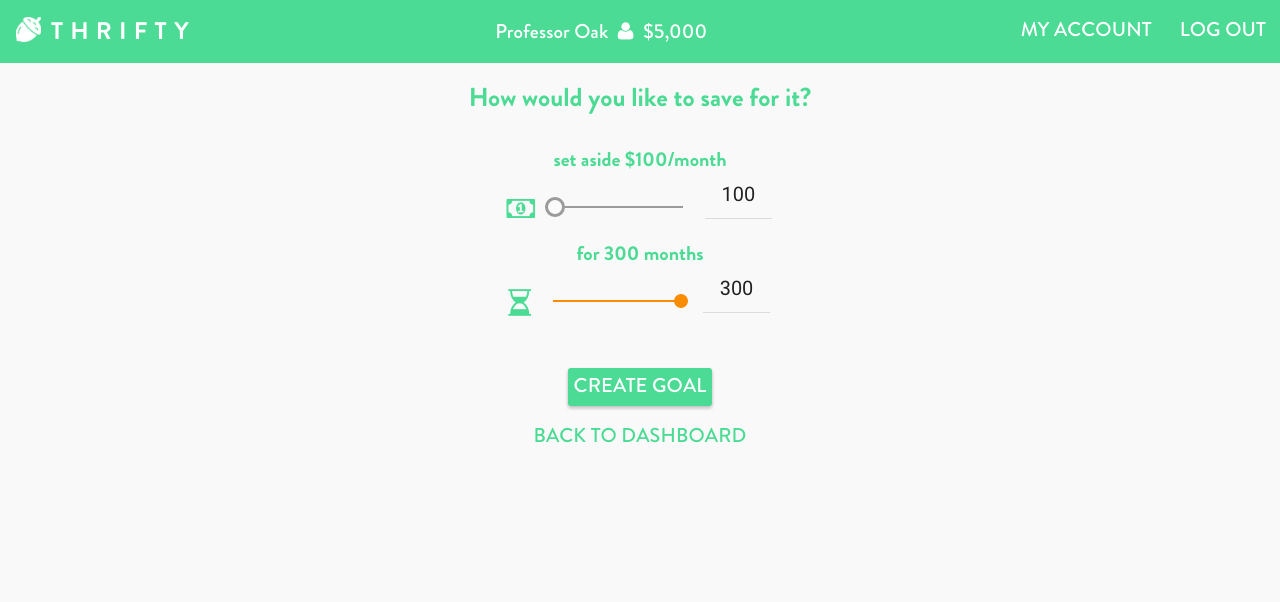 THRIFTY
Professor Oak $5,000
MY ACCOUNT
LOG OUT
How would you like to save for it?
set aside $100/month
1
100
for 300 months
300
CREATE GOAL
BACK TO DASHBOARD